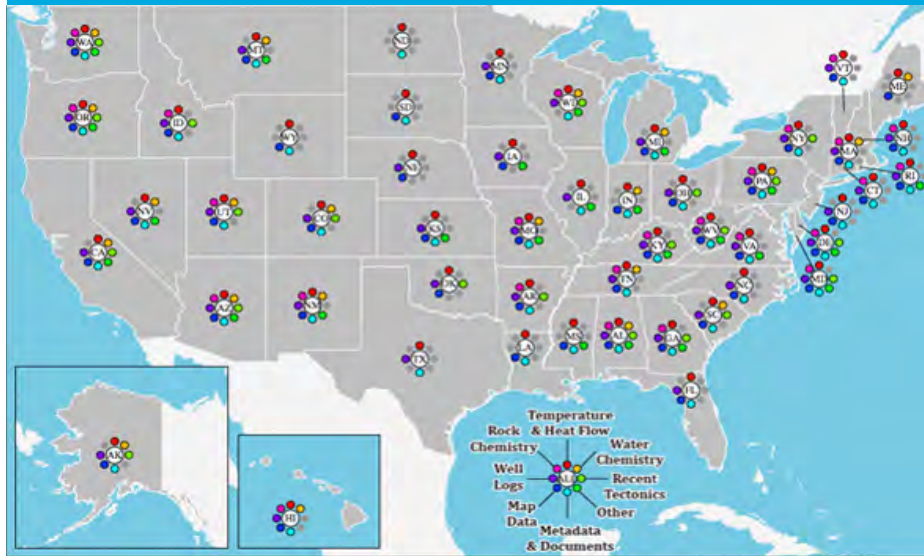 WA
MT
ND
MN
VT
ME
OR
ID
WY
SD
WI
MI
NY
MA
NH
RI
CT
NE
IA
NV
UT
CO
IL
IN
OH
PA
NJ
CA
KS
MO
KY
WV
VA
DE
MD
AZ
NM
OK
AR
TN
NC
SC
TX
LA
MS
AL
GA
FL
AK
HI
Temperature
& Heat Flow
Rock
Chemistry
Water
Chemistry
Well
Logs
ALL
Recent
Tectonics
Map
Data
Other
Metadata
& Documents